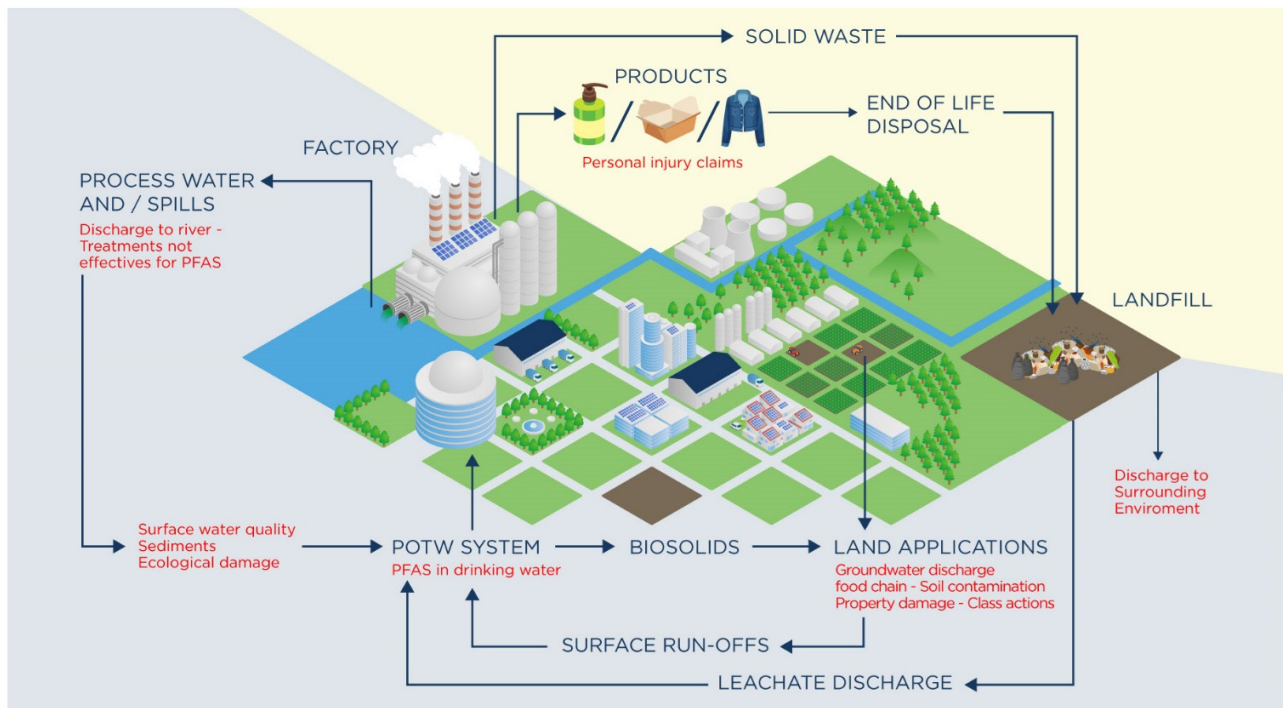 SOLID WASTE
PRODUCTS
END OF LIFE
DISPOSAL
Personal injury claims
FACTORY
PROCESS WATER
AND / SPILLS
Discharge to river -
Treatments not
effectives for PFAS
LANDFILL
Discharge to
Surrounding
Enviroment
Surface water quality
Sediments
Ecological damage
POTW SYSTEM
PFAS in drinking water
BIOSOLIDS
LAND APPLICATIONS
Groundwater discharge
food chain - Soil contamination
Property damage - Class actions
SURFACE RUN-OFFS
LEACHATE DISCHARGE